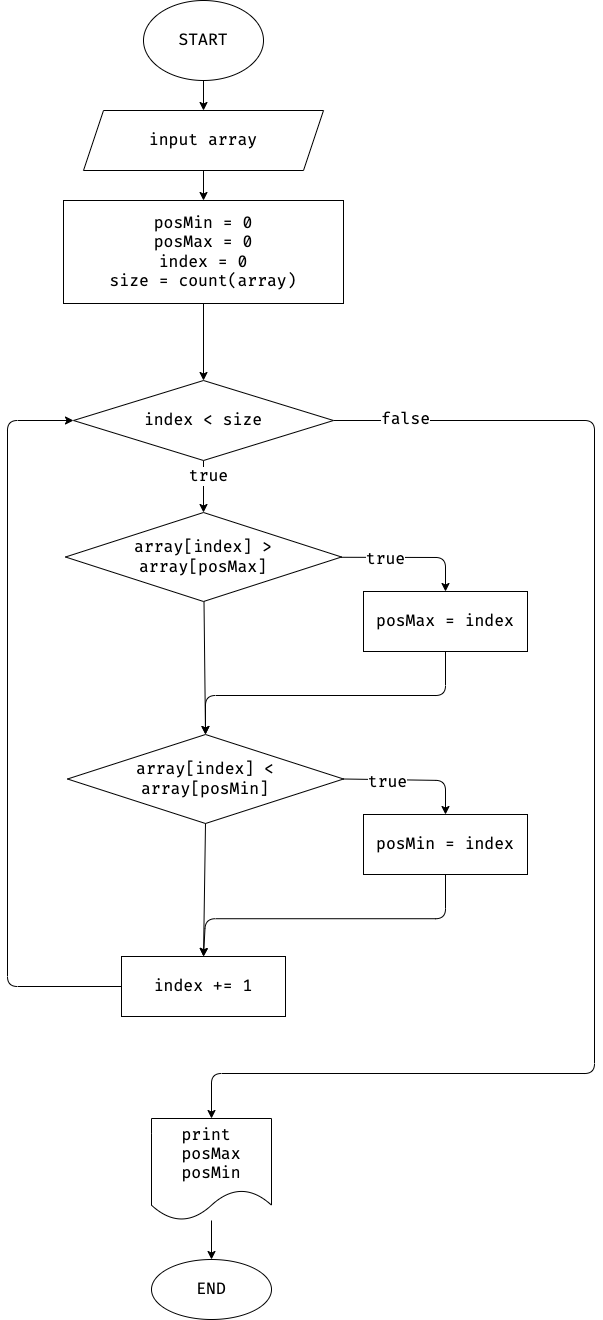 START
input array
posMin = 0
posMax = 0
index = 0
size = count(array)
index < size
false
true
array[index] >
array[posMax]
true
posMax = index
array[index] <
array[posMin]
true
posMin = index
index += 1
print
posMax
posMin
END